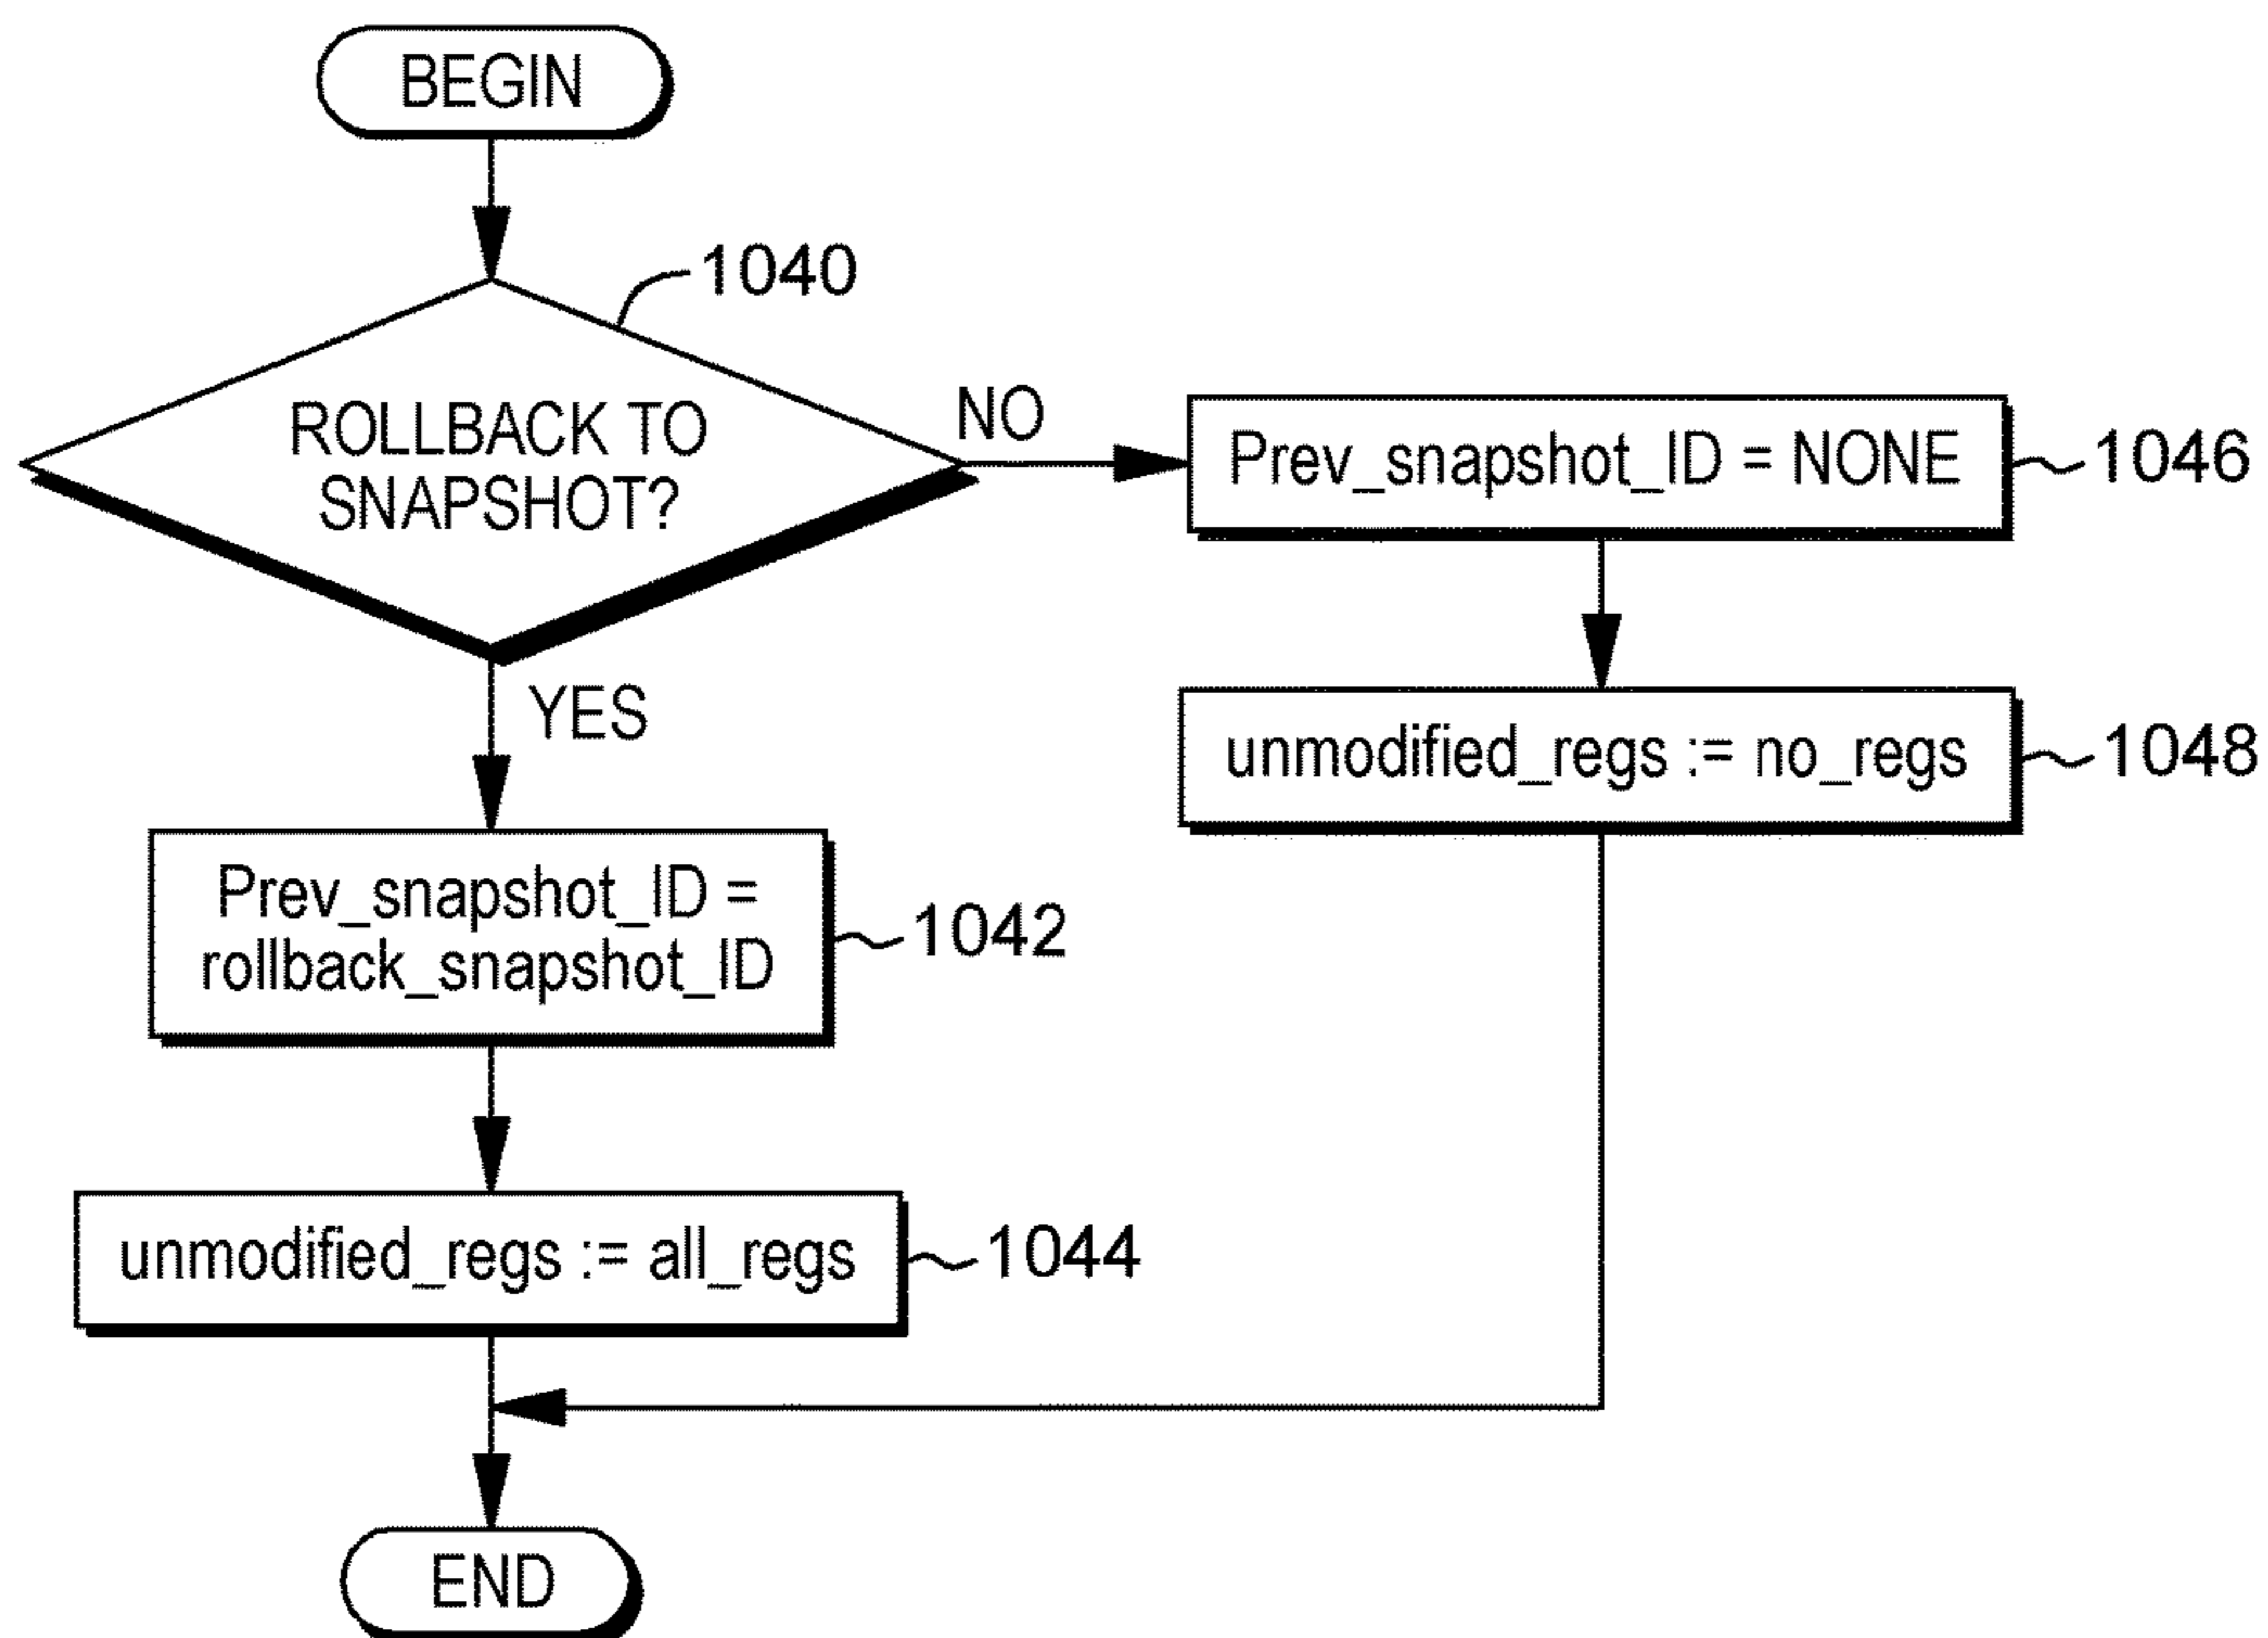 BEGIN
1040
ROLLBACK TO
SNAPSHOT?
NO
Prev_snapshot_ID = NONE
1046
unmodified_regs := no_regs
1048
YES
Prev_snapshot_ID =
rollback_snapshot_ID
1042
unmodified_regs := all_regs
1044
END